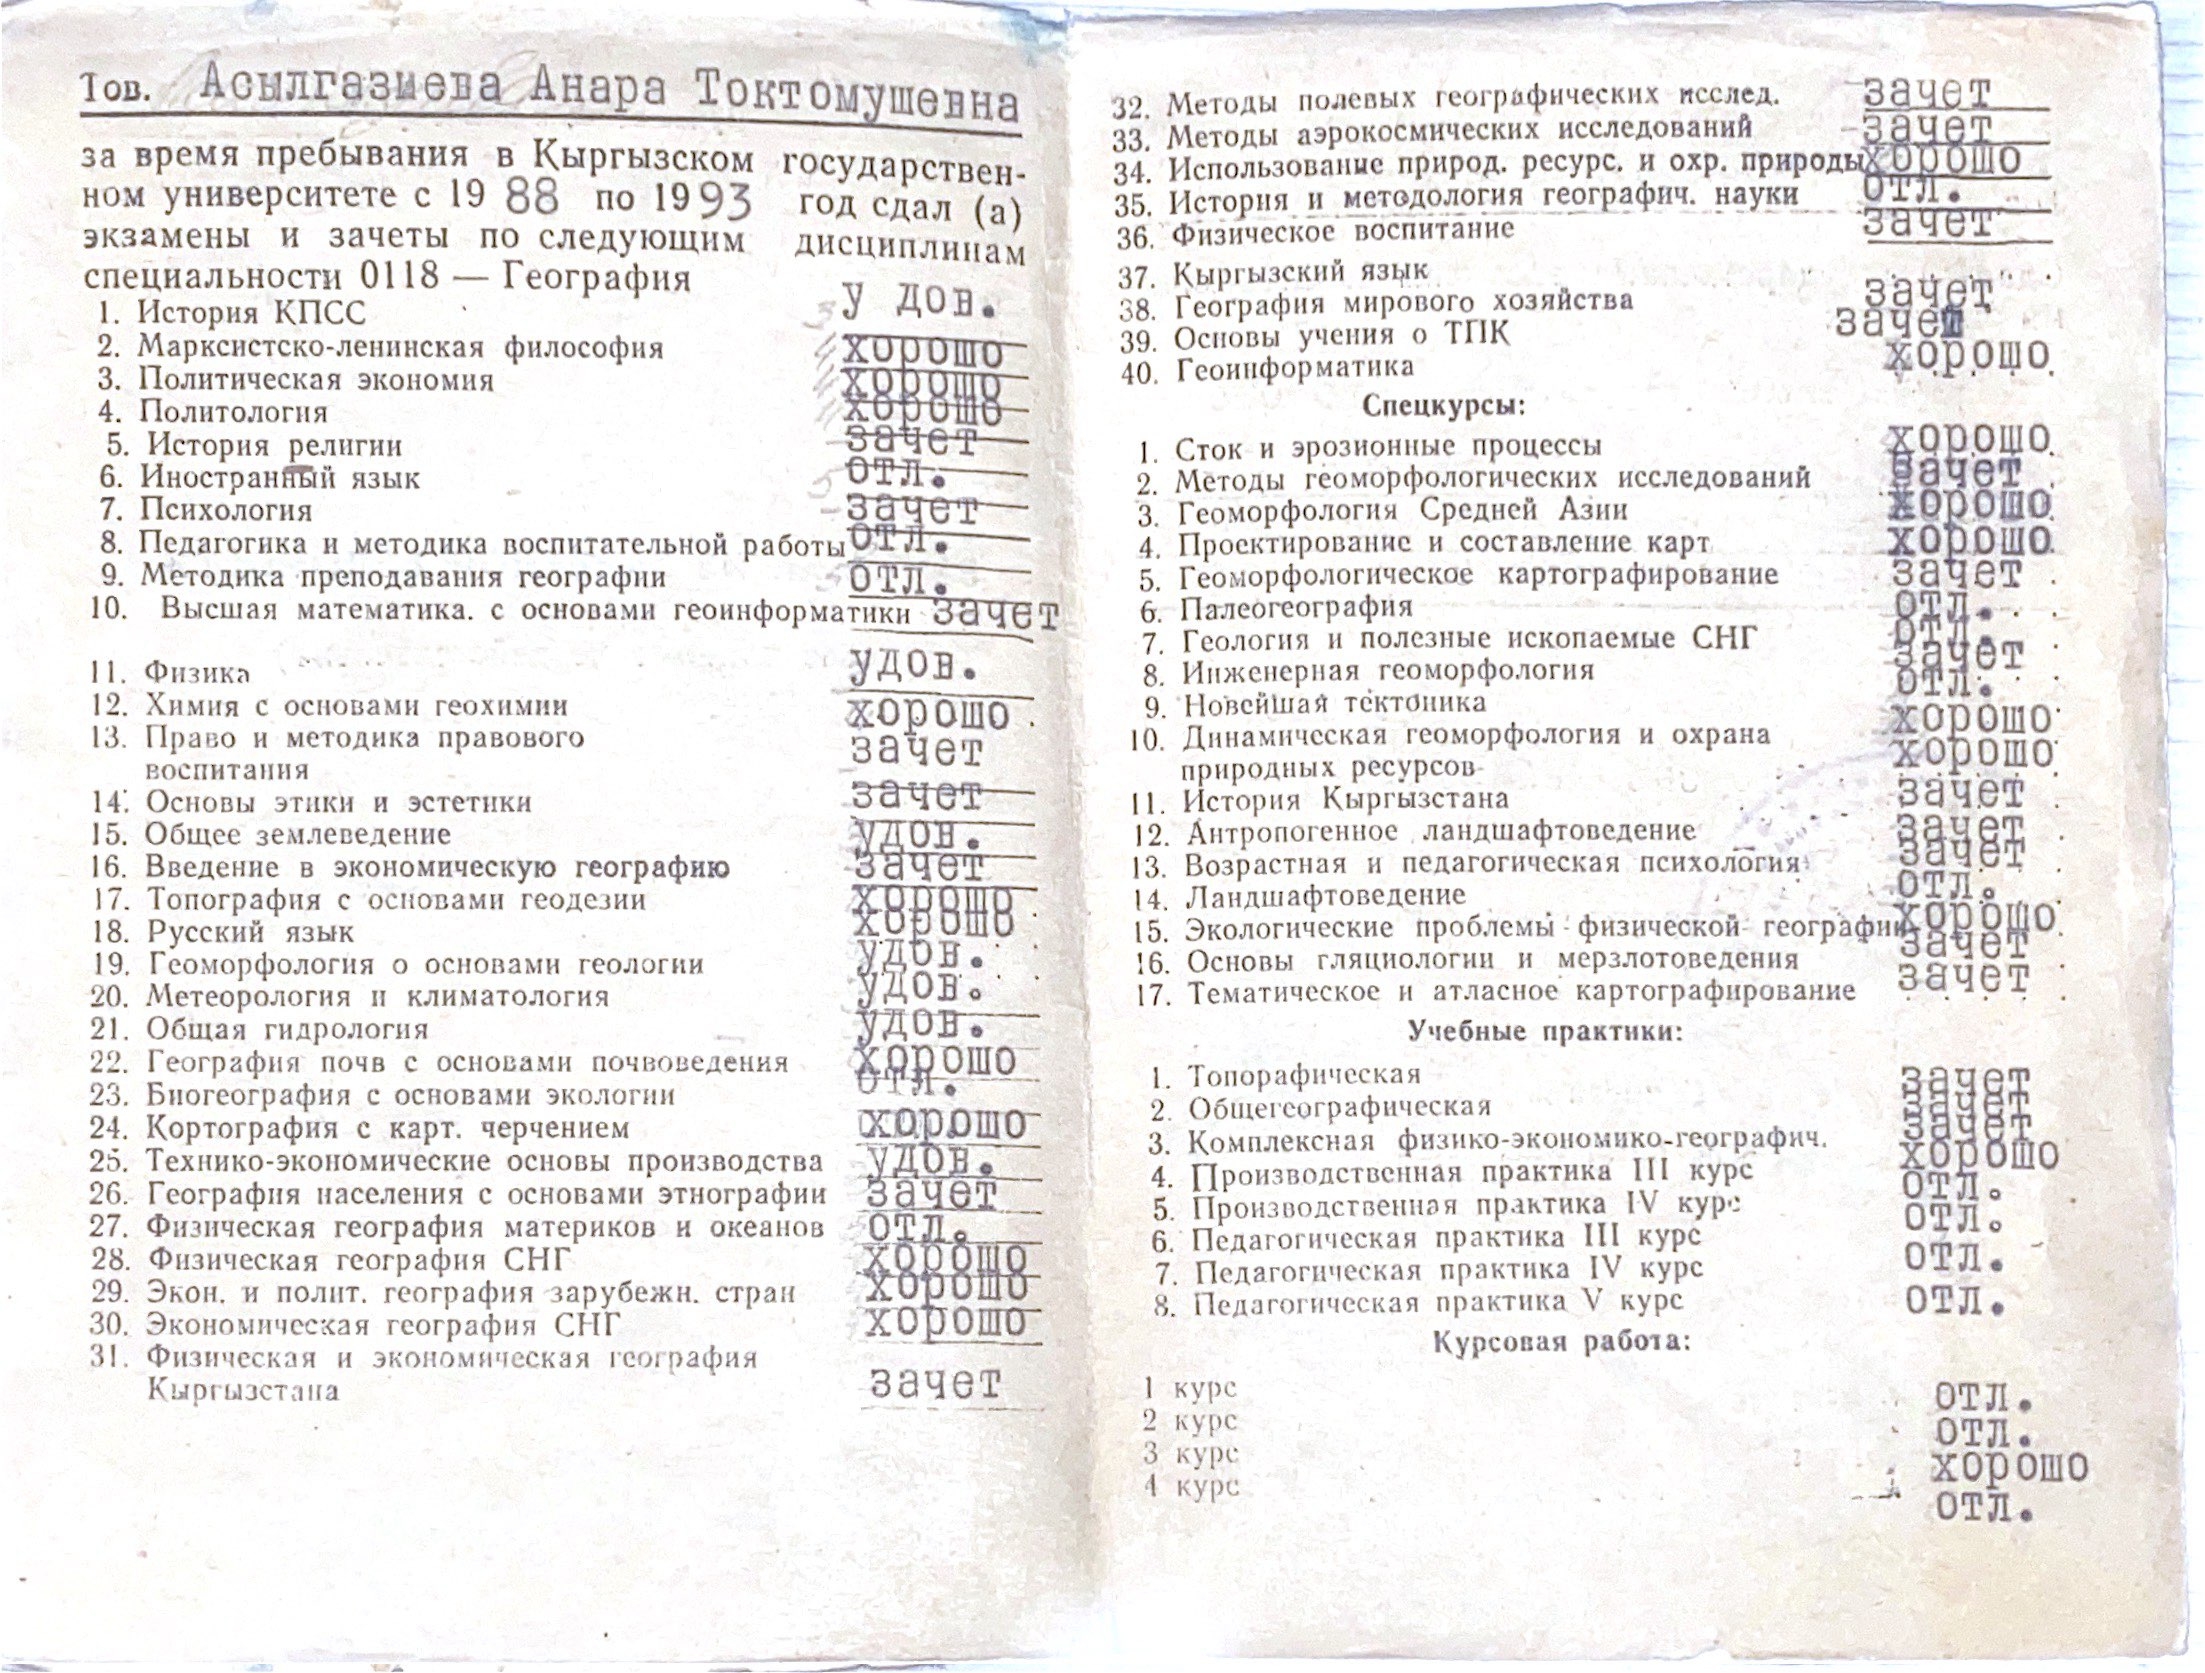 Тов. Асылгазиева Анара Токтомушевна
за время пребывания в Кыргызском государствен-
ном университете с 19 88 по 19 93 год сдал (а)
экзамены и зачеты по следующим дисциплинам
специальности 0118 — География
1. История КПСС у дов.
2. Марксистско-ленинская философия хорошо
3. Политическая экономия хорошо
4. Политология хорошо
5. История религии зачет
6. Иностранный язык отл.
7. Психология зачет
8. Педагогика и методика воспитательной работы отл.
9. Методика преподавания географии отл.
10. Высшая математика. с основами геоинформатики зачет
11. Физика удов.
12. Химия с основами геохимии хорошо
13. Право и методика правового зачет
воспитания
14. Основы этики и эстетики зачет
15. Общее землеведение удов.
16. Введение в экономическую географию зачет
17. Топография с основами геодезии хорошо
18. Русский язык хорошо
19. Геоморфология о основами геологии удов.
20. Метеорология и климатология удов.
21. Общая гидрология удов.
22. География почв с основами почвоведения хорошо
23. Биогеография с основами экологии отл.
24. Кортография с карт. черчением хорошо
25. Технико-экономические основы производства удов.
26. География населения с основами этнографии зачет
27. Физическая география материков и океанов отл.
28. Физическая география СНГ хорошо
29. Экон. и полит. география зарубежн. стран хорошо
30. Экономическая география СНГ хорошо
31. Физическая и экономическая география
Кыргызстана зачет
32. Методы полевых географических исслед. зачет
33. Методы аэрокосмических исследований зачет
34. Использование природ. ресурс. и охр. природы хорошо
35. История и методология географич. науки отл.
36. Физическое воспитание зачет
37. Кыргызский язык
38. География мирового хозяйства зачет
39. Основы учения о ТПК зачет
40. Геоинформатика хорошо
Спецкурсы:
1. Сток и эрозионные процессы хорошо
2. Методы геоморфологических исследований зачет
3. Геоморфология Средней Азии хорошо
4. Проектирование и составление карт хорошо
5. Геоморфологическое картографирование зачет
6. Палеогеография отл.
7. Геология и полезные ископаемые СНГ отл.
8. Инженерная геоморфология зачет
9. Новейшая тектоника отл.
10. Динамическая геоморфология и охрана хорошо
природных ресурсов хорошо
11. История Кыргызстана зачет
12. Антропогенное ландшафтоведение зачет
13. Возрастная и педагогическая психология зачет
14. Ландшафтоведение отл.
15. Экологические проблемы физической географии хорошо
16. Основы гляциологии и мерзлотоведения зачет
17. Тематическое и атласное картографирование зачет
Учебные практики:
1. Топорафическая зачет
2. Общегеографическая зачет
3. Комплексная физико-экономико-географич. зачет
4. Производственная практика III курс хорошо
5. Производственная практика IV курс отл.
6. Педагогическая практика III курс отл.
7. Педагогическая практика IV курс отл.
8. Педагогическая практика V курс отл.
Курсовая работа:
1 курс отл.
2 курс отл.
3 курс хорошо
4 курс отл.